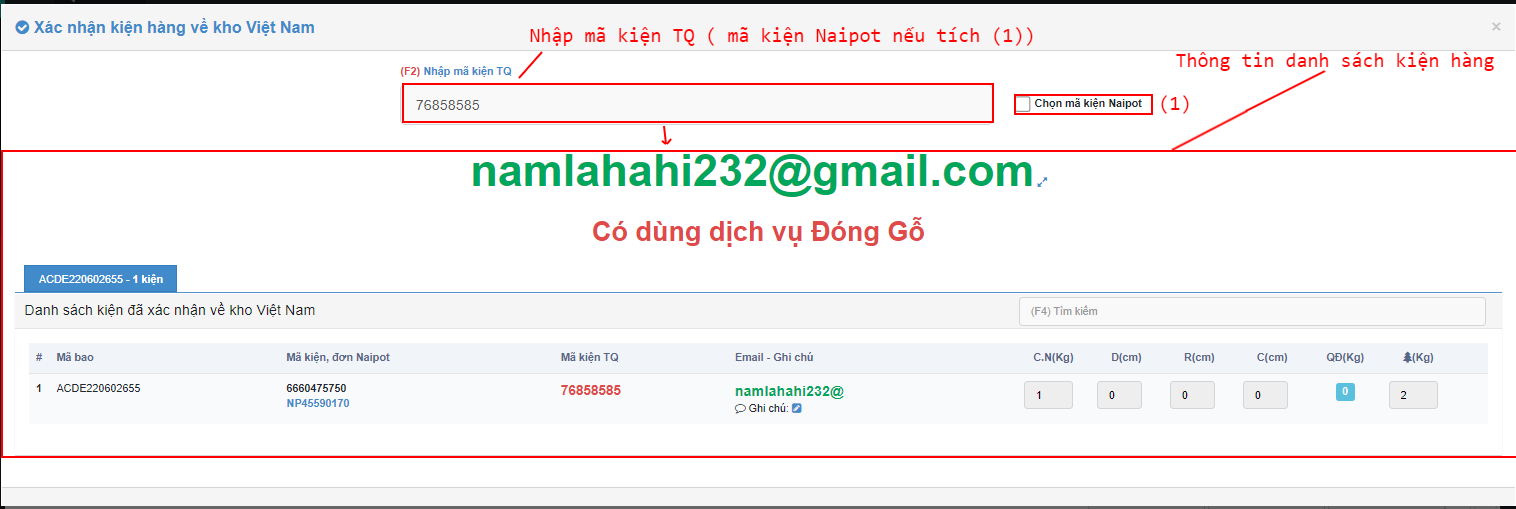 Xác nhận kiện hàng về kho Việt Nam
×
Nhập mã kiện TQ ( mã kiện Naipot nếu tích (1))
Thông tin danh sách kiện hàng
(F2) Nhập mã kiện TQ
76858585
Chọn mã kiện Naipot
(1)
namlahahi232@gmail.com
Có dùng dịch vụ Đóng Gỗ
ACDE220602655 - 1 kiện
Danh sách kiện đã xác nhận về kho Việt Nam
(F4) Tìm kiếm
# Mã bao Mã kiện, đơn Naipot Mã kiện TQ Email - Ghi chú C.N(Kg) D(cm) R(cm) C(cm) QĐ(Kg) (Kg)
1 ACDE220602655 6660475750 76858585 namlahahi232@ 1 0 0 0 0 2
NP45590170 Ghi chú: